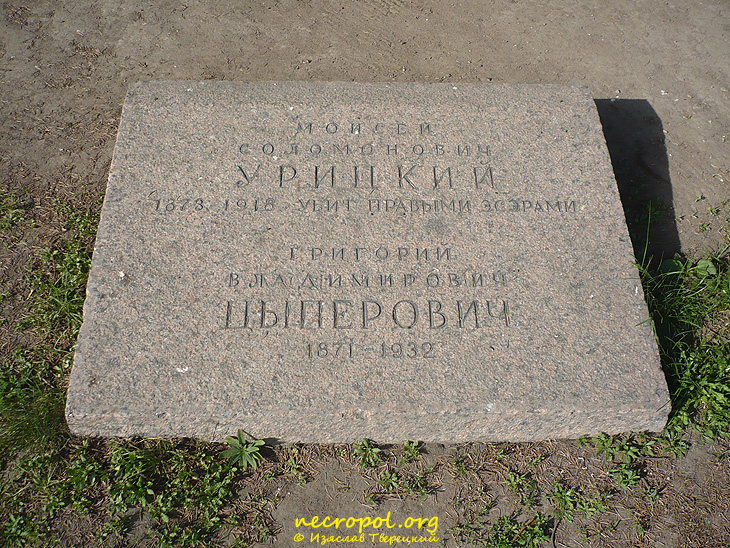 МОИСЕЙ
СОЛОМОНОВИЧ
УРИЦКИЙ
1873–1918 УБИТ ПРАВЫМИ ЭСЭРАМИ
ГРИГОРИЙ
ВЛАДИМИРОВИЧ
ЦЫПЕРОВИЧ
1871–1932
necropol.org
© Изяслав Тверецкий